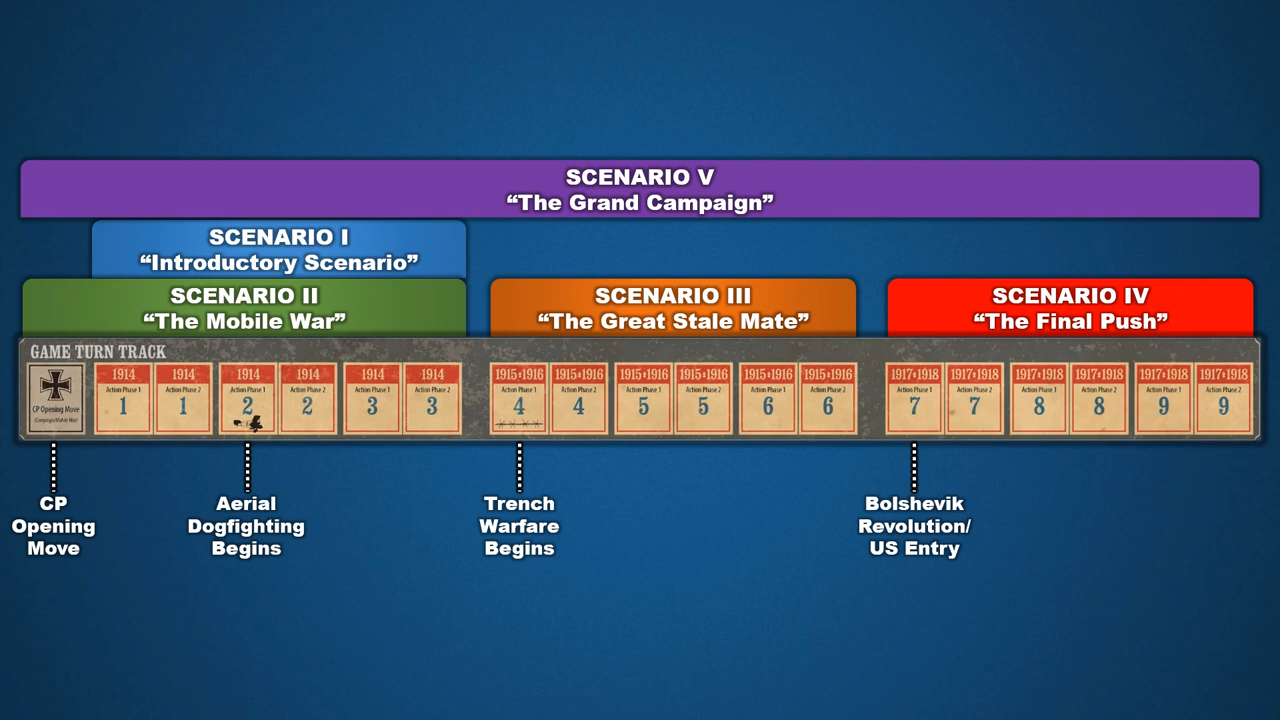 SCENARIO V
“The Grand Campaign”
SCENARIO I
“Introductory Scenario”
SCENARIO II
“The Mobile War”
SCENARIO III
“The Great Stale Mate”
SCENARIO IV
“The Final Push”
GAME TURN TRACK
1914 1914 1914 1914 1914 1914 1915•1916 1915•1916 1915•1916 1915•1916 1915•1916 1915•1916 1917•1918 1917•1918 1917•1918 1917•1918 1917•1918 1917•1918
Action Phase 1 Action Phase 2 Action Phase 1 Action Phase 2 Action Phase 1 Action Phase 2 Action Phase 1 Action Phase 2 Action Phase 1 Action Phase 2 Action Phase 1 Action Phase 2 Action Phase 1 Action Phase 2 Action Phase 1 Action Phase 2 Action Phase 1 Action Phase 2
CP Opening Move 1 1 2 2 3 3 4 4 5 5 6 6 7 7 8 8 9 9
CP
Opening
Move
Aerial
Dogfighting
Begins
Trench
Warfare
Begins
Bolshevik
Revolution/
US Entry